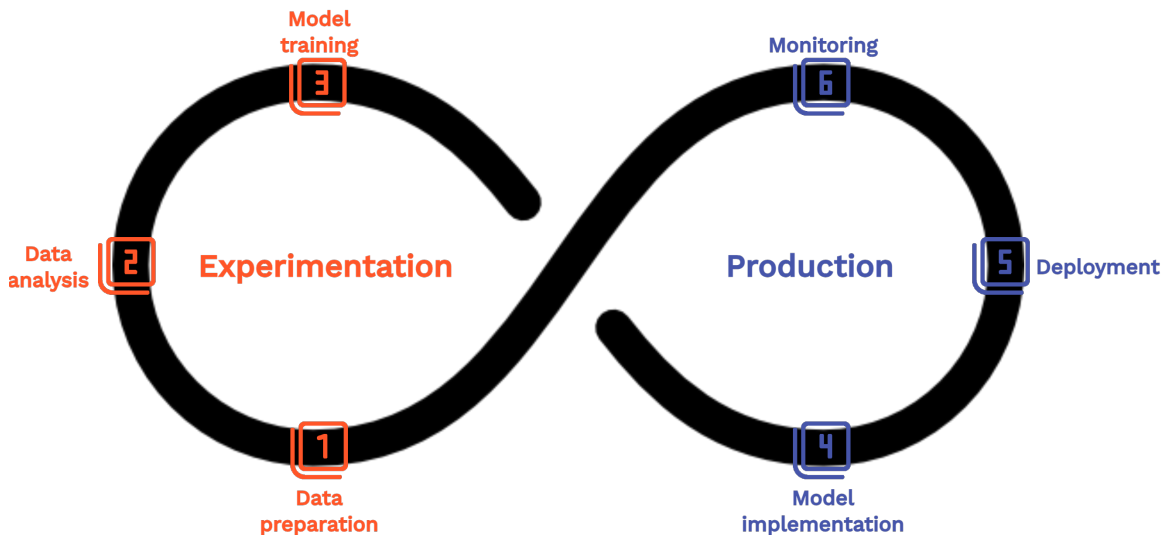 Model
training
3
Monitoring
6
Data
analysis
2
Experimentation
Production
5
Deployment
1
Data
preparation
4
Model
implementation